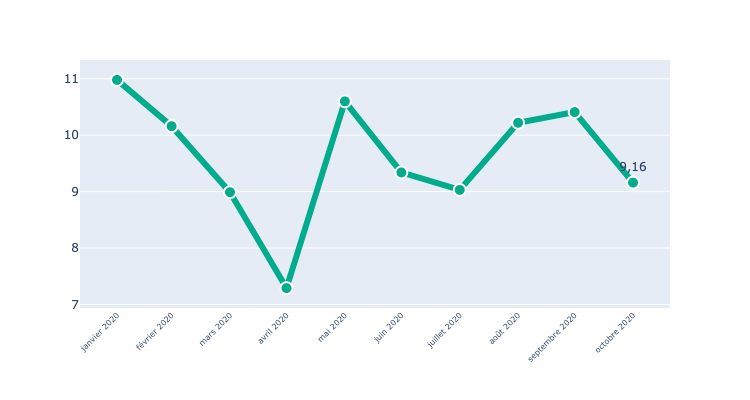 11
10
9
8
7
9,16
janvier 2020
février 2020
mars 2020
avril 2020
mai 2020
juin 2020
juillet 2020
août 2020
septembre 2020
octobre 2020